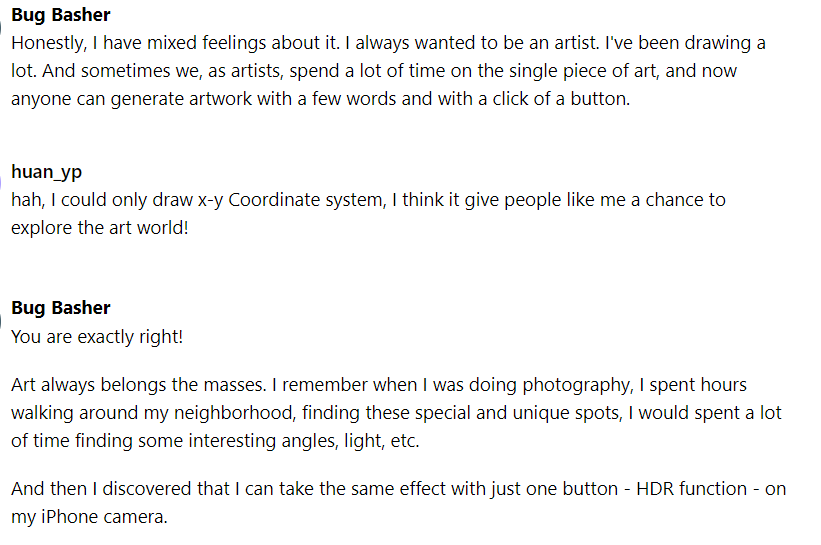 Bug Basher
Honestly, I have mixed feelings about it. I always wanted to be an artist. I've been drawing a
lot. And sometimes we, as artists, spend a lot of time on the single piece of art, and now
anyone can generate artwork with a few words and with a click of a button.
huan_yp
hah, I could only draw x-y Coordinate system, I think it give people like me a chance to
explore the art world!
Bug Basher
You are exactly right!
Art always belongs the masses. I remember when I was doing photography, I spent hours
walking around my neighborhood, finding these special and unique spots, I would spent a lot
of time finding some interesting angles, light, etc.
And then I discovered that I can take the same effect with just one button - HDR function - on
my iPhone camera.